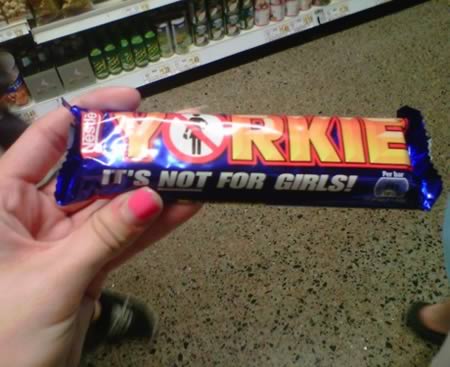 Nestlé
YORKIE
IT'S NOT FOR GIRLS!
Per bar